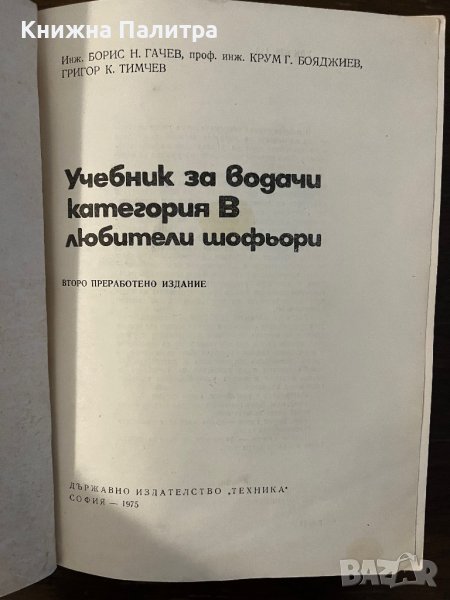 Книжна Палитра
Инж. БОРИС Н. ГАЧЕВ, проф. инж. КРУМ Г. БОЯДЖИЕВ,
ГРИГОР К. ТИМЧЕВ
Учебник за водачи
категория В
любители шофьори
ВТОРО ПРЕРАБОТЕНО ИЗДАНИЕ
ДЪРЖАВНО ИЗДАТЕЛСТВО „ТЕХНИКА“
СОФИЯ — 1975
BAZAR